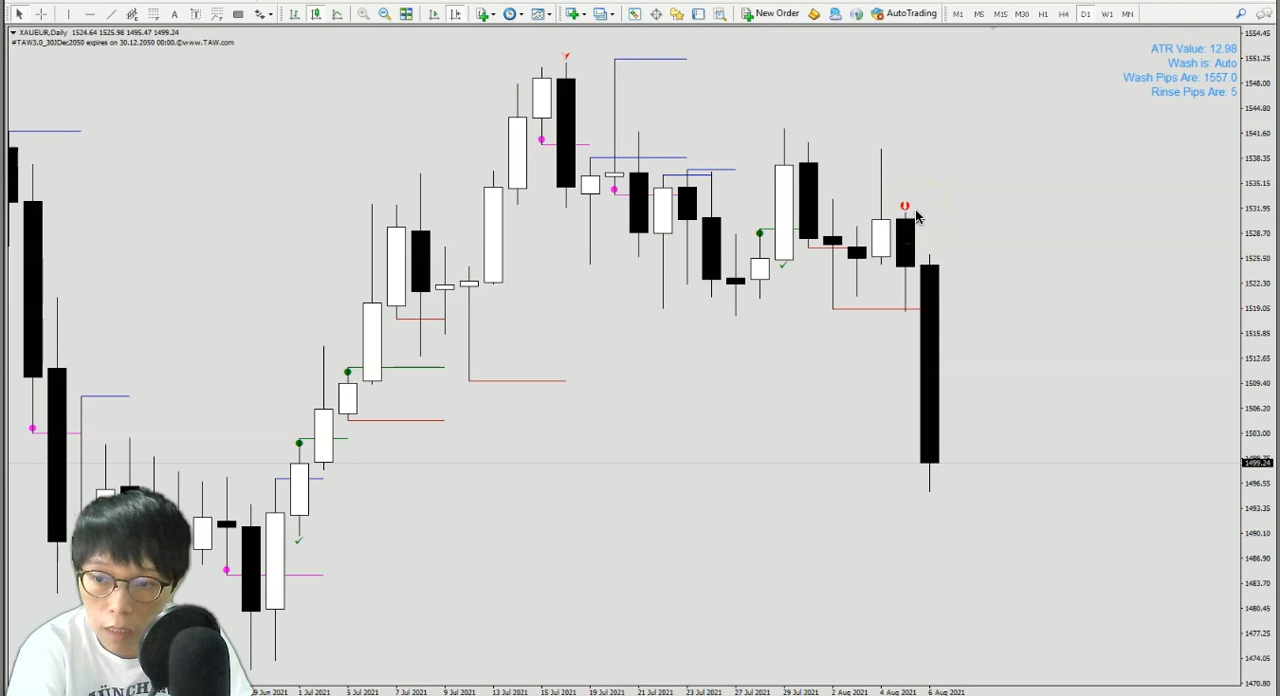 New Order
AutoTrading
M1 M5 M15 M30 H1 H4 D1 W1 MN
XAUEUR,Daily 1524.64 1525.98 1495.47 1499.24
#TAW3.0_30JDec2050 expires on 30.12.2050 00:00.©www.TAW.com
ATR Value: 12.98
Wash is: Auto
Wash Pips Are: 1557.0
Rinse Pips Are: 5
1554.45
1551.25
1548.00
1544.80
1541.60
1538.35
1535.15
1531.95
1528.70
1525.50
1522.30
1519.05
1515.85
1512.65
1509.40
1506.20
1503.00
1499.24
1496.55
1493.35
1490.10
1486.90
1483.70
1480.45
1477.25
1474.05
1470.80
MÜNCH
Jun 2021 1 Jul 2021 5 Jul 2021 7 Jul 2021 9 Jul 2021 13 Jul 2021 15 Jul 2021 19 Jul 2021 21 Jul 2021 23 Jul 2021 27 Jul 2021 29 Jul 2021 2 Aug 2021 4 Aug 2021 6 Aug 2021